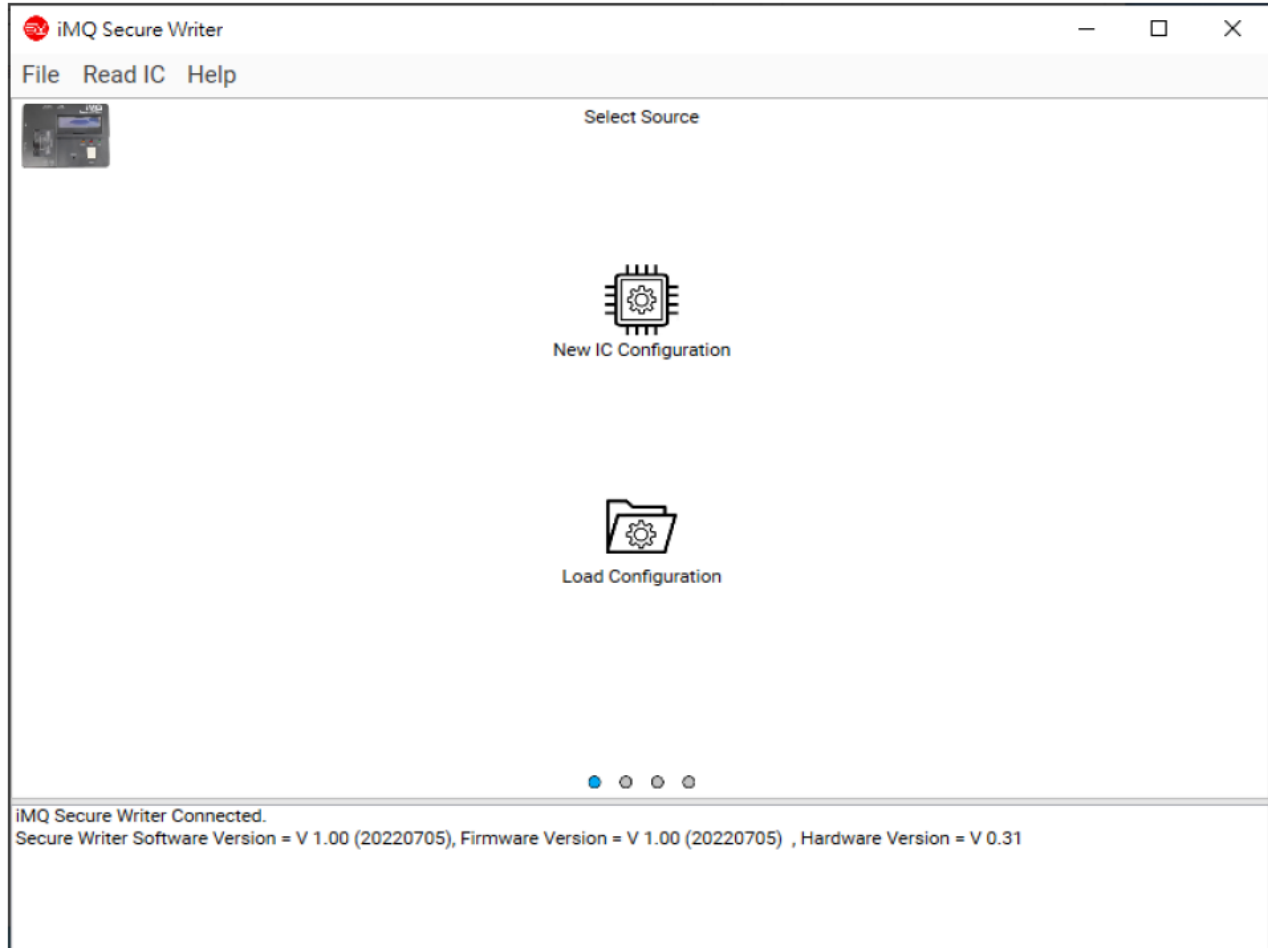 iMQ Secure Writer
File Read IC Help
Select Source
New IC Configuration
Load Configuration
iMQ Secure Writer Connected.
Secure Writer Software Version = V 1.00 (20220705), Firmware Version = V 1.00 (20220705)  , Hardware Version = V 0.31